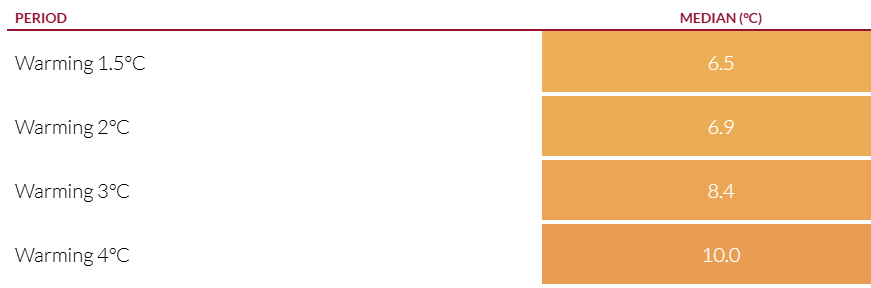 PERIOD MEDIAN (°C)
Warming 1.5°C 6.5
Warming 2°C 6.9
Warming 3°C 8.4
Warming 4°C 10.0